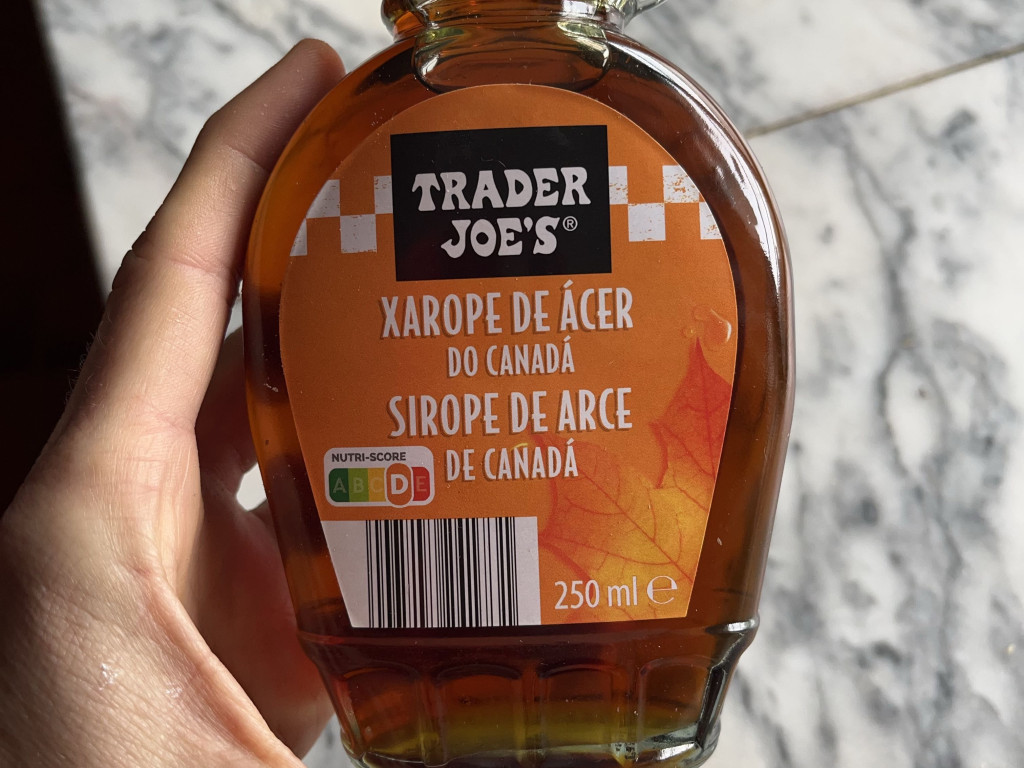 TRADER
JOE'S®
XAROPE DE ÁCER
DO CANADÁ
SIROPE DE ARCE
DE CANADÁ
NUTRI-SCORE
A B C D E
250 ml ℮